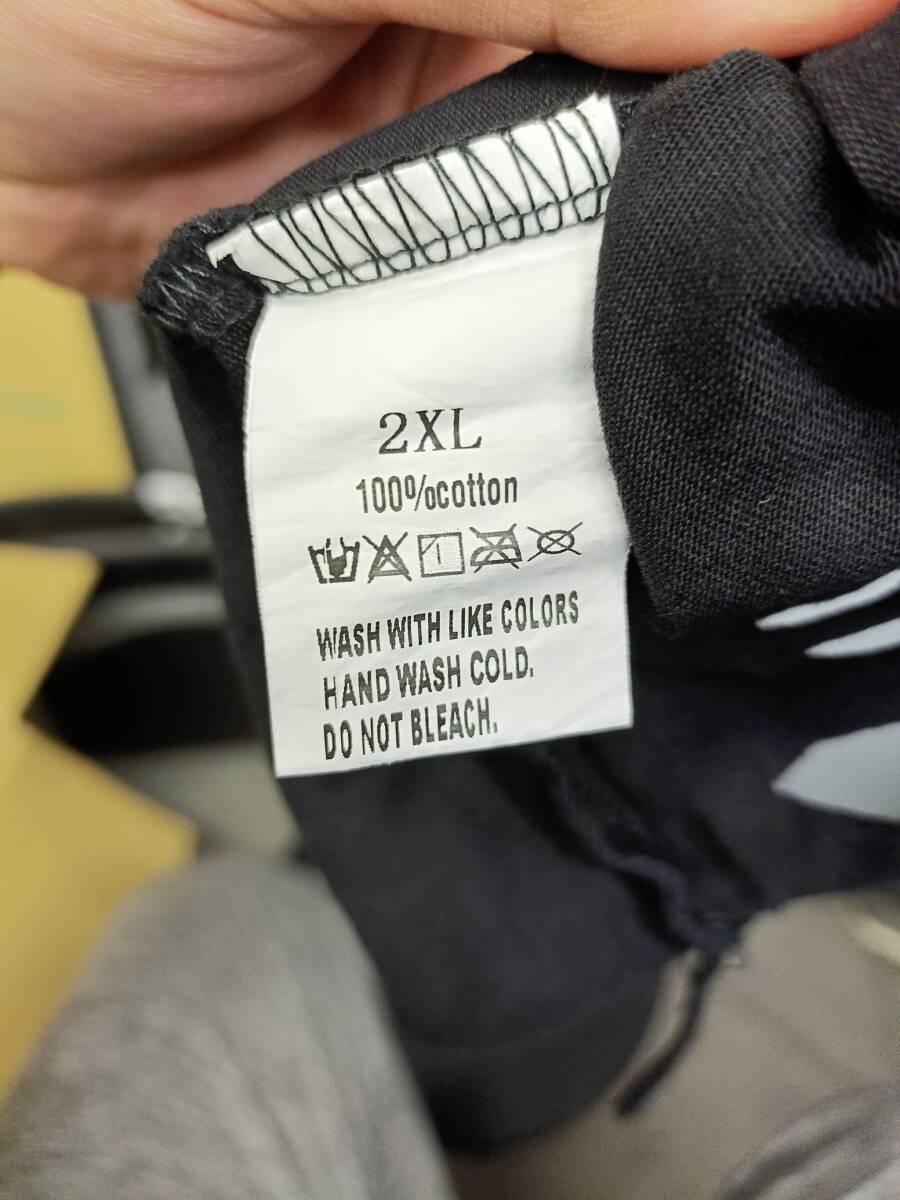 2XL
100%cotton
WASH WITH LIKE COLORS
HAND WASH COLD.
DO NOT BLEACH.